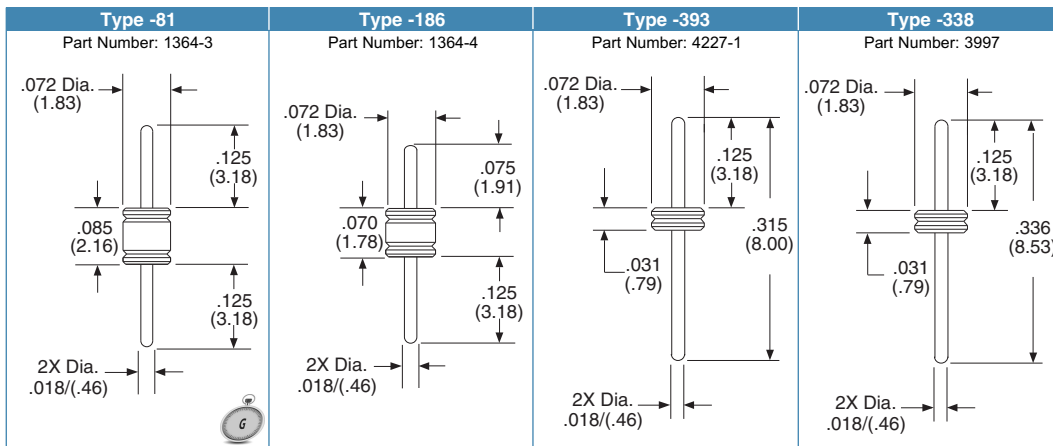 Type -81
Part Number: 1364-3
.072 Dia.
(1.83)
.125
(3.18)
.085
(2.16)
.125
(3.18)
2X Dia.
.018/(.46)
G
Type -186
Part Number: 1364-4
.072 Dia.
(1.83)
.075
(1.91)
.070
(1.78)
.125
(3.18)
2X Dia.
.018/(.46)
Type -393
Part Number: 4227-1
.072 Dia.
(1.83)
.125
(3.18)
.315
(8.00)
.031
(.79)
2X Dia.
.018/(.46)
Type -338
Part Number: 3997
.072 Dia.
(1.83)
.125
(3.18)
.336
(8.53)
.031
(.79)
2X Dia.
.018/(.46)